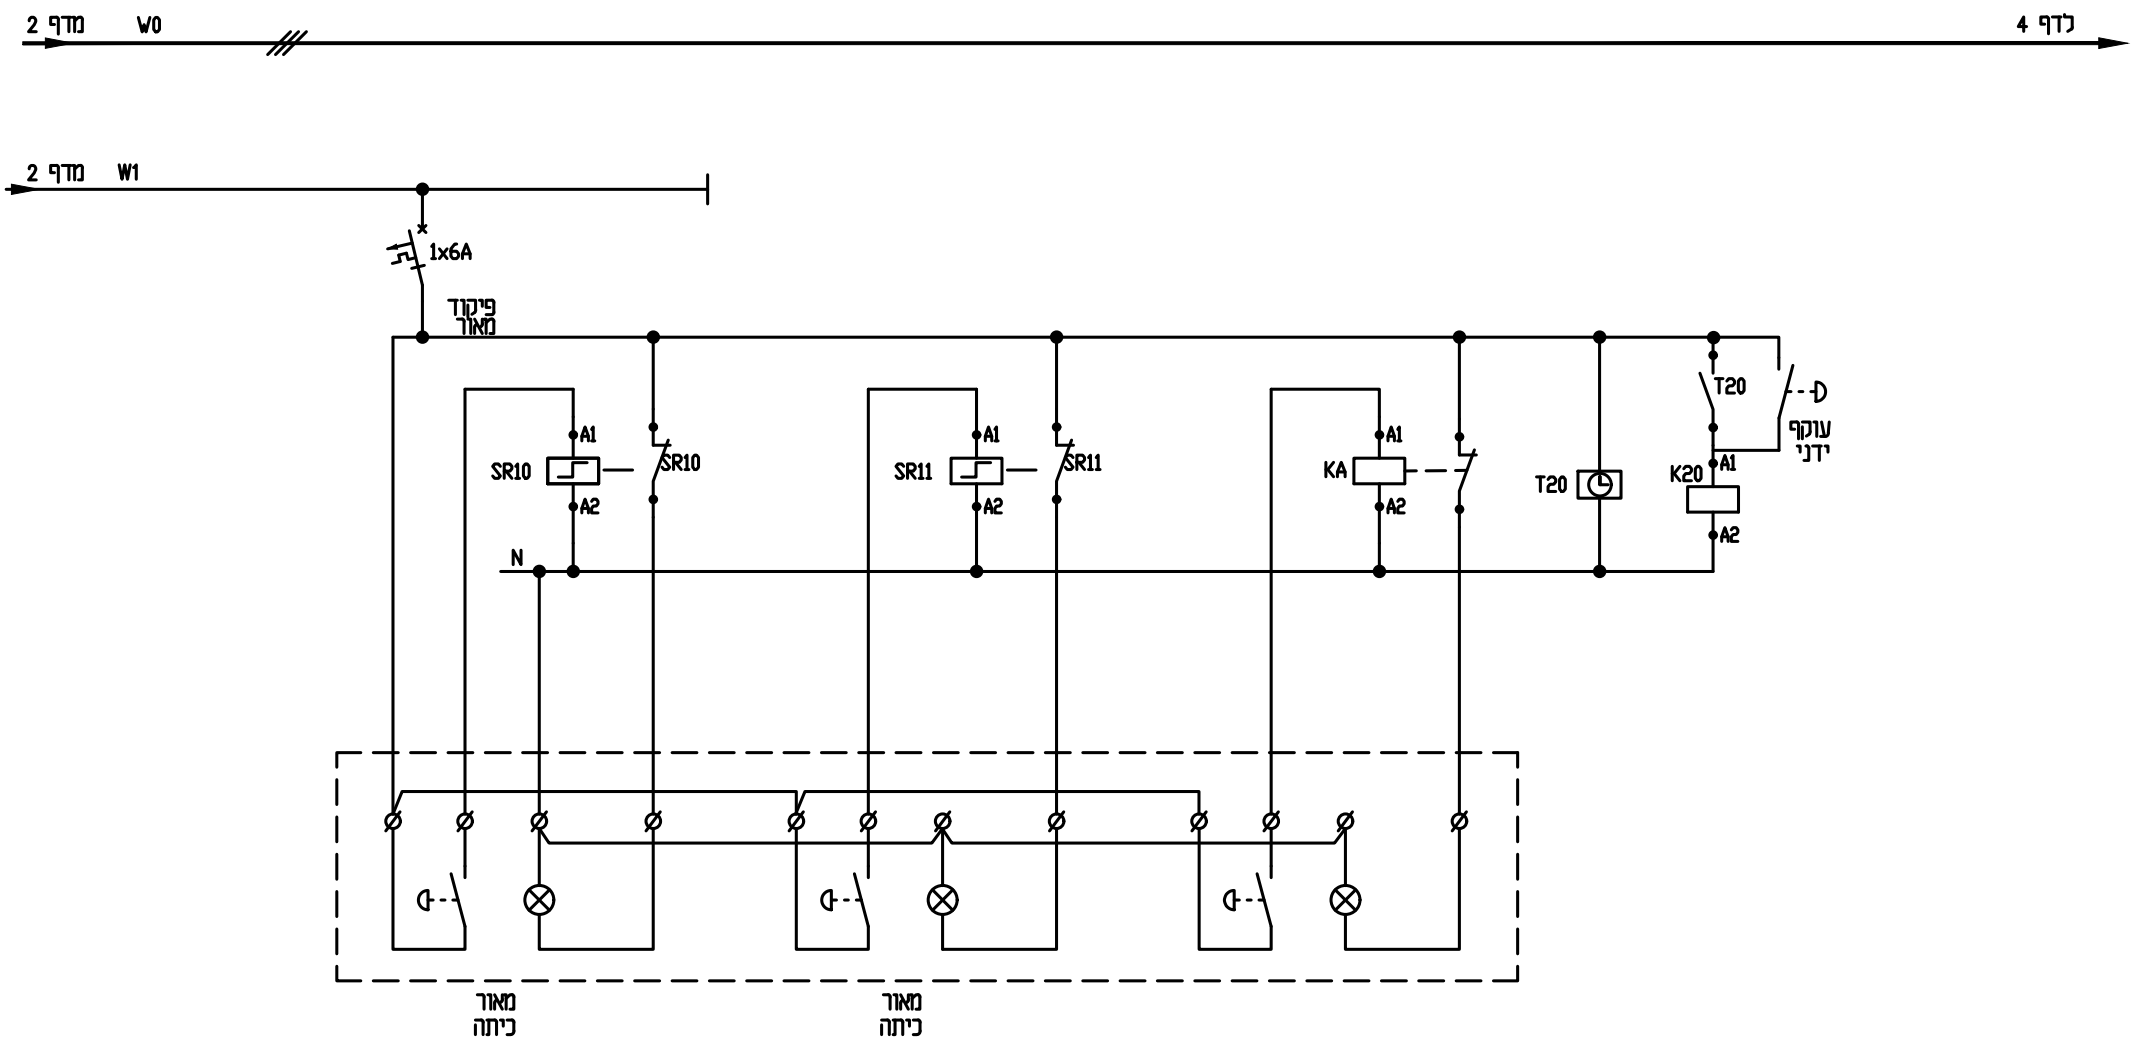 מדף 2
W0
לדף 4
מדף 2
W1
1x6A
פיקוד
מאור
T20
עוקף
ידני
A1
SR10
SR10
A2
A1
SR11
SR11
A2
A1
KA
A2
T20
K20
A1
A2
N
מאור
כיתה
מאור
כיתה